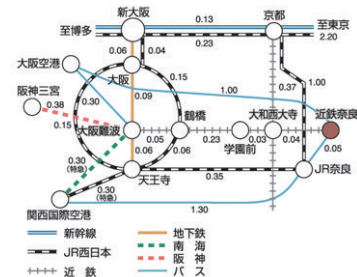 至博多
新大阪
0.13
京都
至東京
0.23
2.20
0.06
0.04
大阪空港
大阪
0.15
0.37
1.00
阪神三宮
0.38
0.30
0.09
1.00
近鉄奈良
0.15
大阪難波
鶴橋
大和西大寺
0.05
0.23
0.03
0.04
学園前
0.05
0.06
0.30
(特急)
天王寺
0.35
JR奈良
0.30
(特急)
関西国際空港
1.30
新幹線
地下鉄
JR西日本
南海
阪神
近鉄
バス